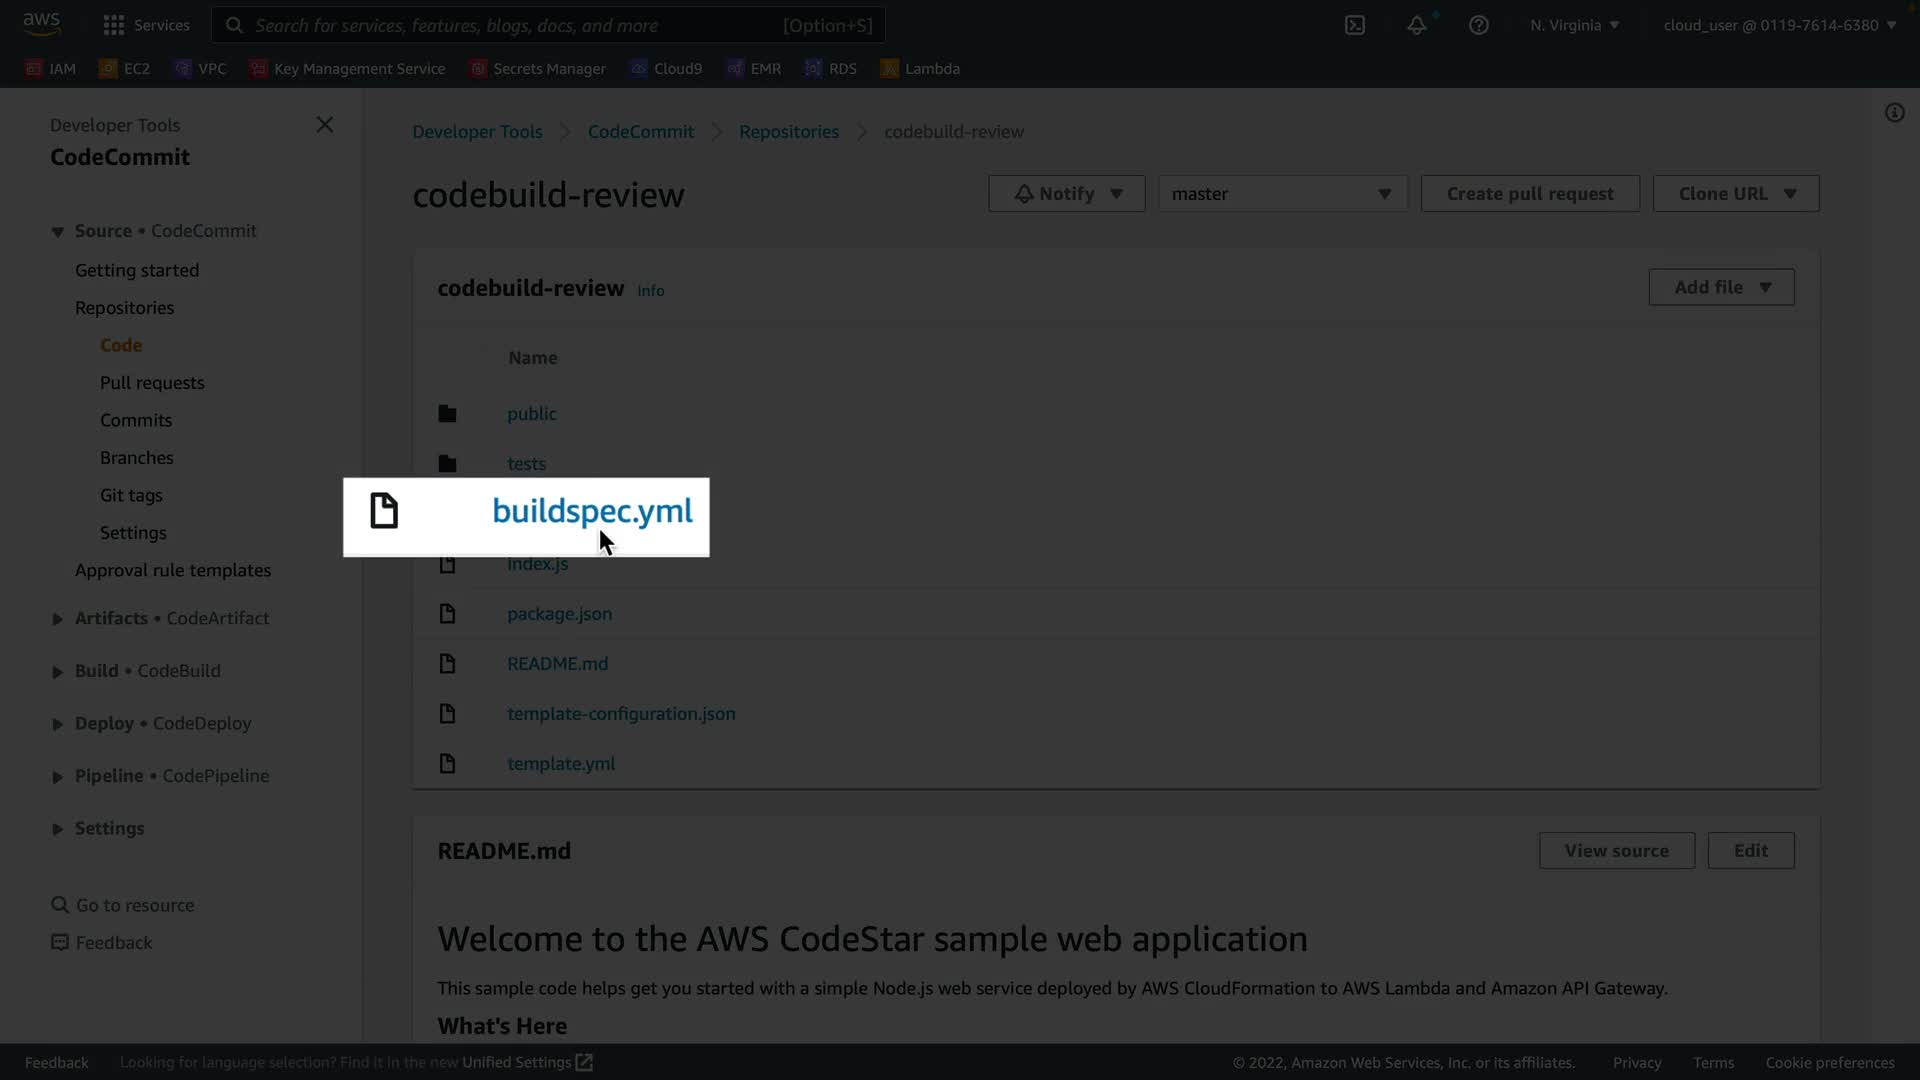 aws
Services
Search for services, features, blogs, docs, and more
[Option+S]
N. Virginia
cloud_user @ 0119-7614-6380
IAM
EC2
VPC
Key Management Service
Secrets Manager
Cloud9
EMR
RDS
Lambda
Developer Tools
CodeCommit
Source • CodeCommit
Getting started
Repositories
Code
Pull requests
Commits
Branches
Git tags
Settings
Approval rule templates
Artifacts • CodeArtifact
Build • CodeBuild
Deploy • CodeDeploy
Pipeline • CodePipeline
Settings
Go to resource
Feedback
Developer Tools
CodeCommit
Repositories
codebuild-review
codebuild-review
Notify
master
Create pull request
Clone URL
codebuild-review Info
Add file
Name
public
tests
buildspec.yml
index.js
package.json
README.md
template-configuration.json
template.yml
README.md
View source
Edit
Welcome to the AWS CodeStar sample web application
This sample code helps get you started with a simple Node.js web service deployed by AWS CloudFormation to AWS Lambda and Amazon API Gateway.
What's Here
Feedback
Looking for language selection? Find it in the new Unified Settings
© 2022, Amazon Web Services, Inc. or its affiliates.
Privacy
Terms
Cookie preferences